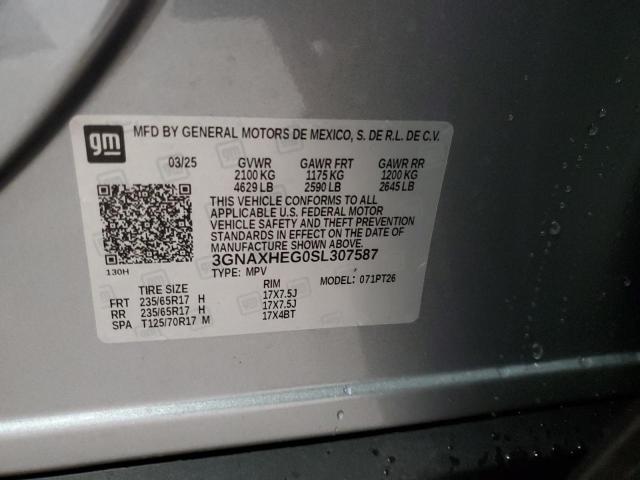 gm
MFD BY GENERAL MOTORS DE MEXICO, S. DE R.L. DE C.V.
03/25 GVWR GAWR FRT GAWR RR
2100 KG 1175 KG 1200 KG
4629 LB 2590 LB 2645 LB
THIS VEHICLE CONFORMS TO ALL
APPLICABLE U.S. FEDERAL MOTOR
VEHICLE SAFETY AND THEFT PREVENTION
STANDARDS IN EFFECT ON THE DATE OF
MANUFACTURE SHOWN ABOVE.
3GNAXHEG0SL307587
130H TYPE: MPV MODEL: 071PT26
TIRE SIZE RIM
FRT 235/65R17 H 17X7.5J
RR 235/65R17 H 17X7.5J
SPA T125/70R17 M 17X4BT